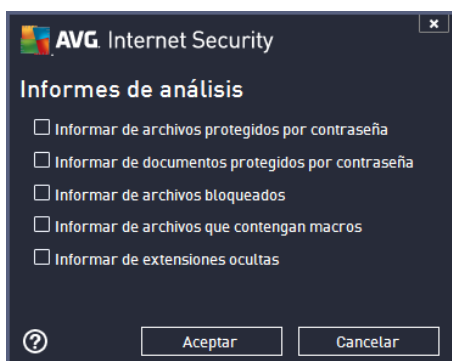 AVG. Internet Security
Informes de análisis
Informar de archivos protegidos por contraseña
Informar de documentos protegidos por contraseña
Informar de archivos bloqueados
Informar de archivos que contengan macros
Informar de extensiones ocultas
Aceptar
Cancelar